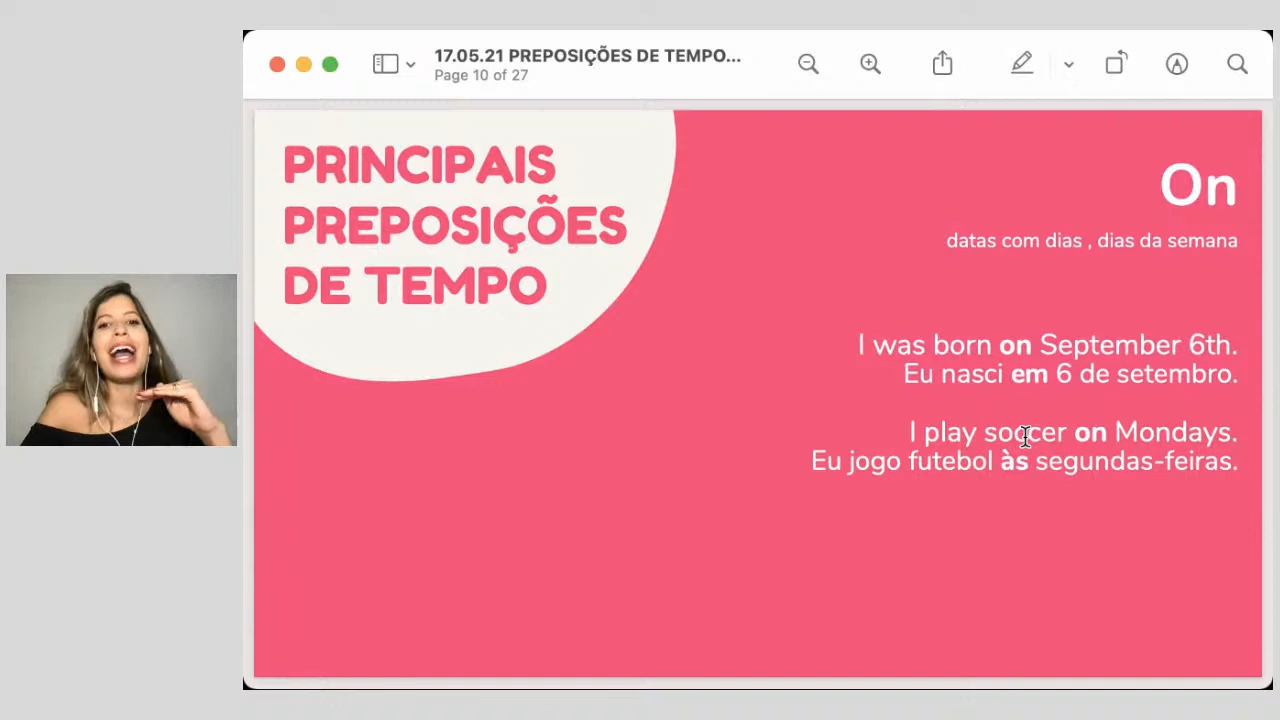 17.05.21 PREPOSIÇÕES DE TEMPO...
Page 10 of 27
PRINCIPAIS
PREPOSIÇÕES
DE TEMPO
On
datas com dias , dias da semana
I was born on September 6th.
Eu nasci em 6 de setembro.
I play soccer on Mondays.
Eu jogo futebol às segundas-feiras.